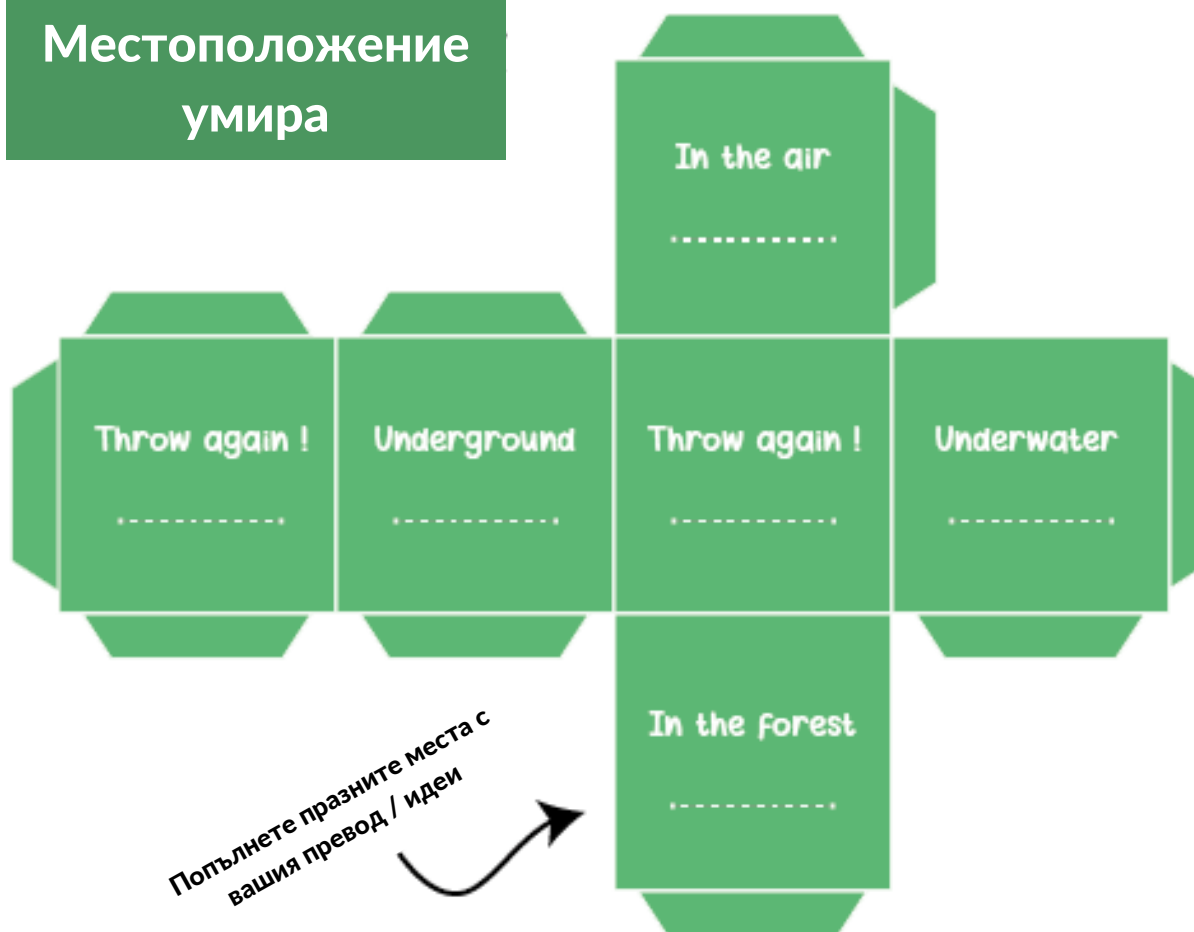 Местоположение
умира
In the air
Throw again !
Underground
Throw again !
Underwater
In the forest
Попълнете празните места с
вашия превод / идеи